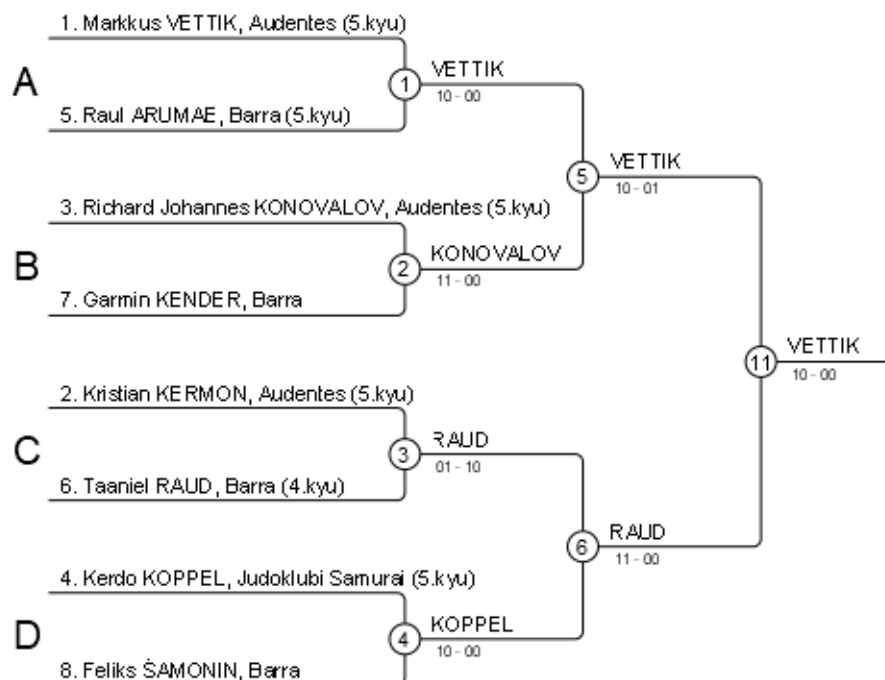 1. Markkus VETTIK, Audentes (5.kyu)
A
1
VETTIK
10 - 00
5. Raul ARUMAE, Barra (5.kyu)
5
VETTIK
10 - 01
3. Richard Johannes KONOVALOV, Audentes (5.kyu)
B
2
KONOVALOV
11 - 00
7. Garmin KENDER, Barra
11
VETTIK
10 - 00
2. Kristian KERMON, Audentes (5.kyu)
C
3
RAUD
01 - 10
6. Taaniel RAUD, Barra (4.kyu)
6
RAUD
11 - 00
4. Kerdo KOPPEL, Judoklubi Samurai (5.kyu)
D
4
KOPPEL
10 - 00
8. Feliks ŠAMONIN, Barra